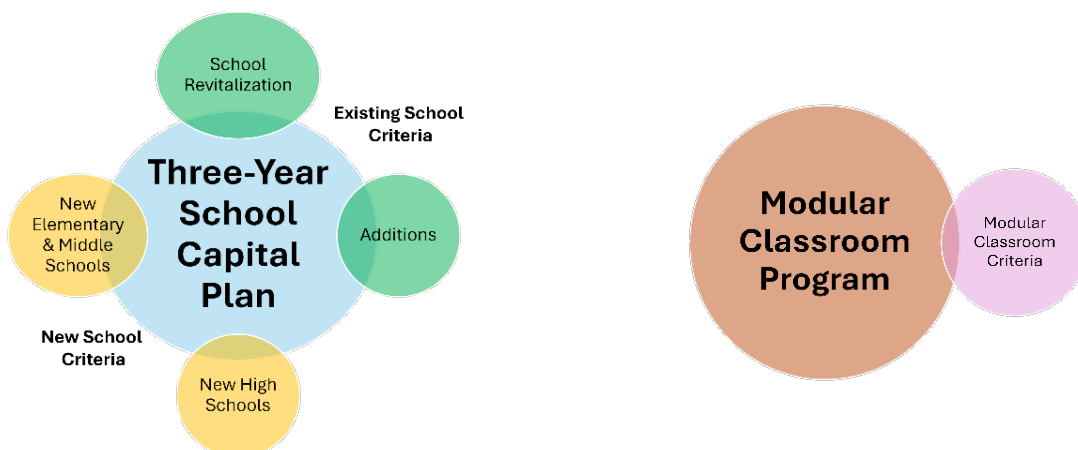 School
Revitalization
Existing School
Criteria
Three-Year
School
Capital
Plan
New
Elementary
& Middle
Schools
Additions
New School
Criteria
New High
Schools
Modular
Classroom
Program
Modular
Classroom
Criteria